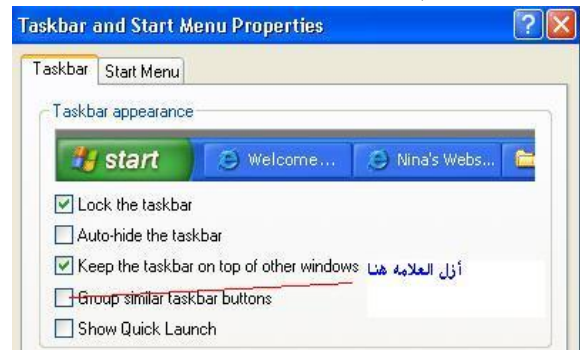 Taskbar and Start Menu Properties
Taskbar Start Menu
Taskbar appearance
start Welcome... Nina's Webs...
Lock the taskbar
Auto-hide the taskbar
Keep the taskbar on top of other windows أزل العلامه هنا
Group similar taskbar buttons
Show Quick Launch